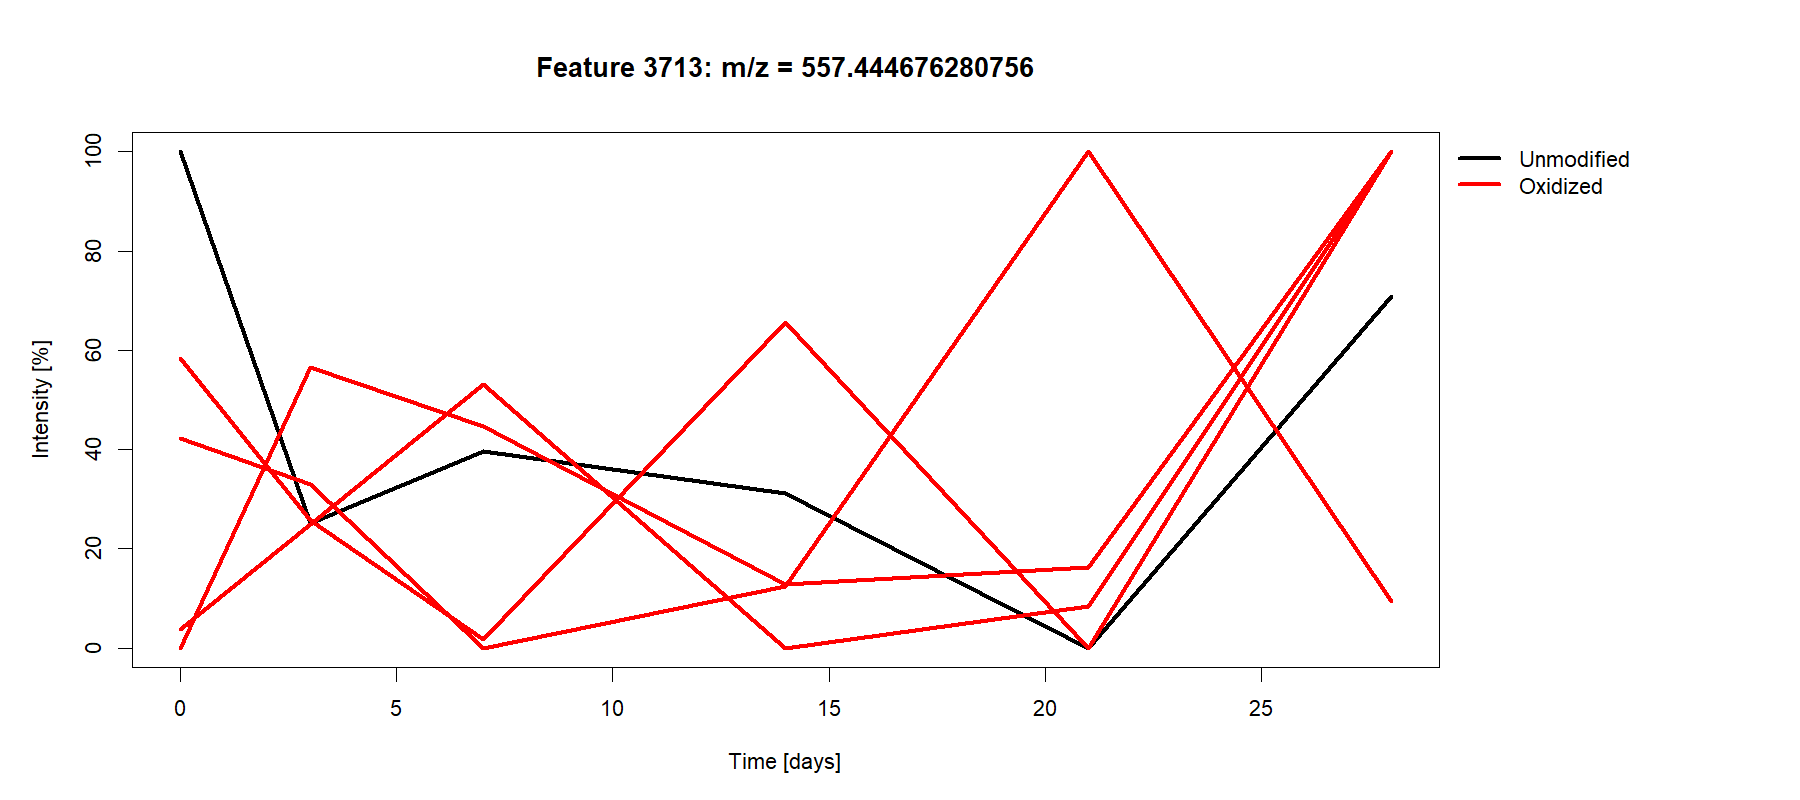 Feature 3713: m/z = 557.444676280756
Unmodified
Oxidized
100
80
60
40
20
0
Intensity [%]
0 5 10 15 20 25
Time [days]